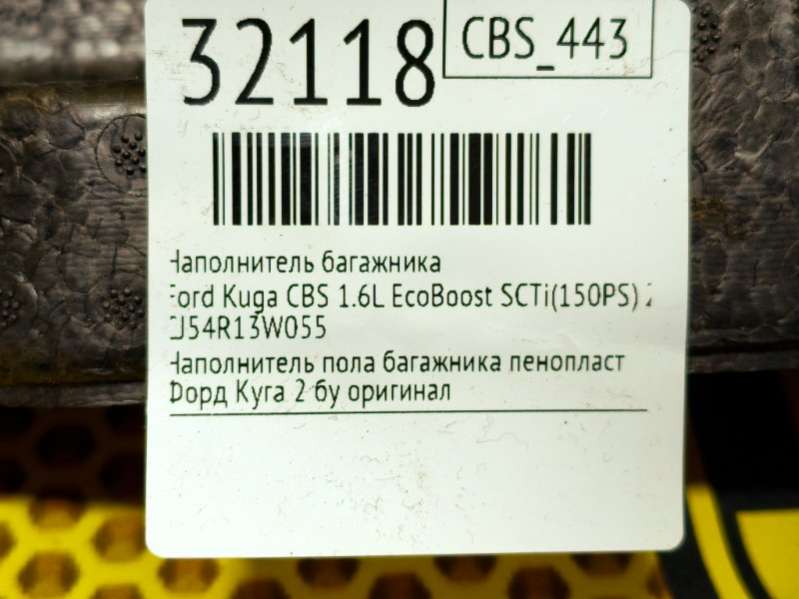 32118
CBS_443
Наполнитель багажника
Ford Kuga CBS 1.6L EcoBoost SCTi(150PS) 2
CJ54R13W055
Наполнитель пола багажника пенопласт
Форд Куга 2 бу оригинал